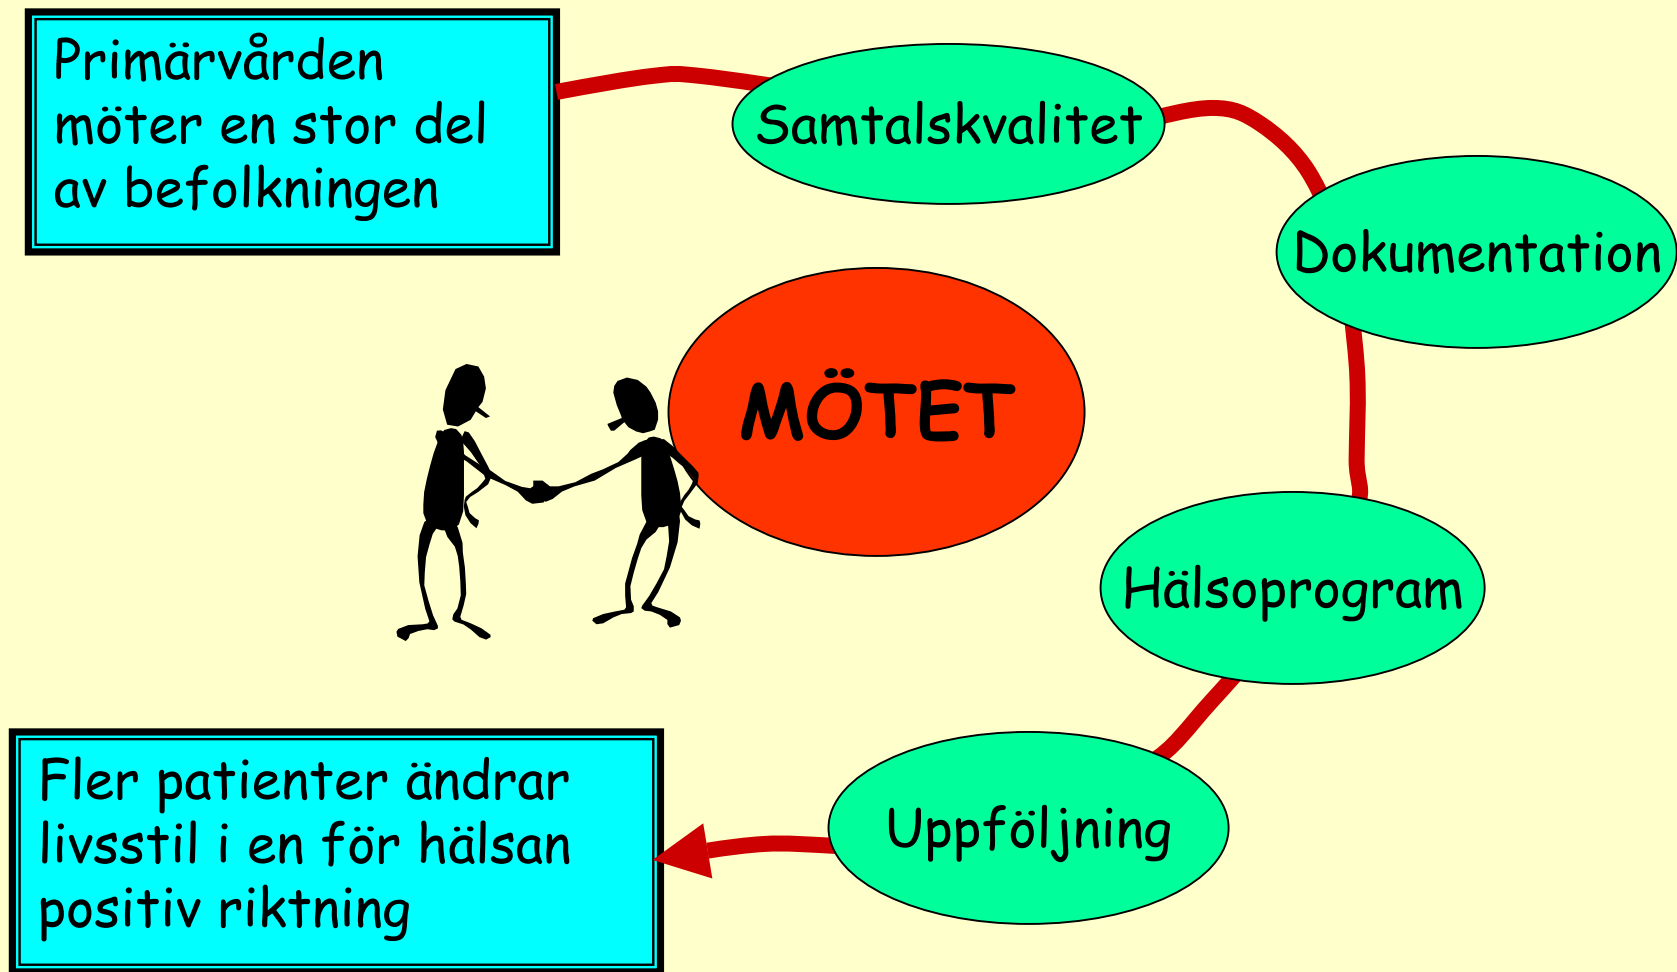 Primärvården
möter en stor del
av befolkningen
Samtalskvalitet
Dokumentation
MÖTET
Hälsoprogram
Uppföljning
Fler patienter ändrar
livsstil i en för hälsan
positiv riktning